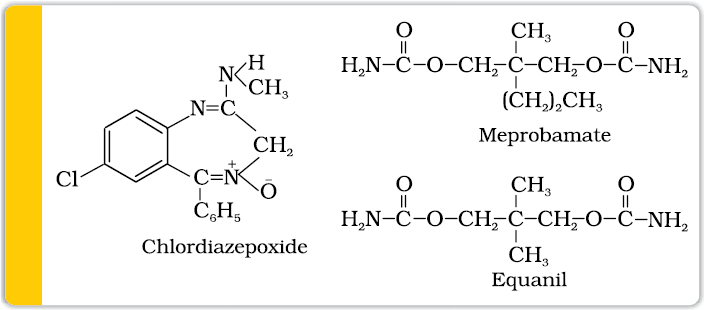 H
N
CH₃
N=C
CH₂
Cl
C=N⁺
O⁻
C₆H₅
Chlordiazepoxide
CH₃
O O
H₂N–C–O–CH₂–C–CH₂–O–C–NH₂
(CH₂)₂CH₃
Meprobamate
CH₃
O O
H₂N–C–O–CH₂–C–CH₂–O–C–NH₂
CH₃
Equanil